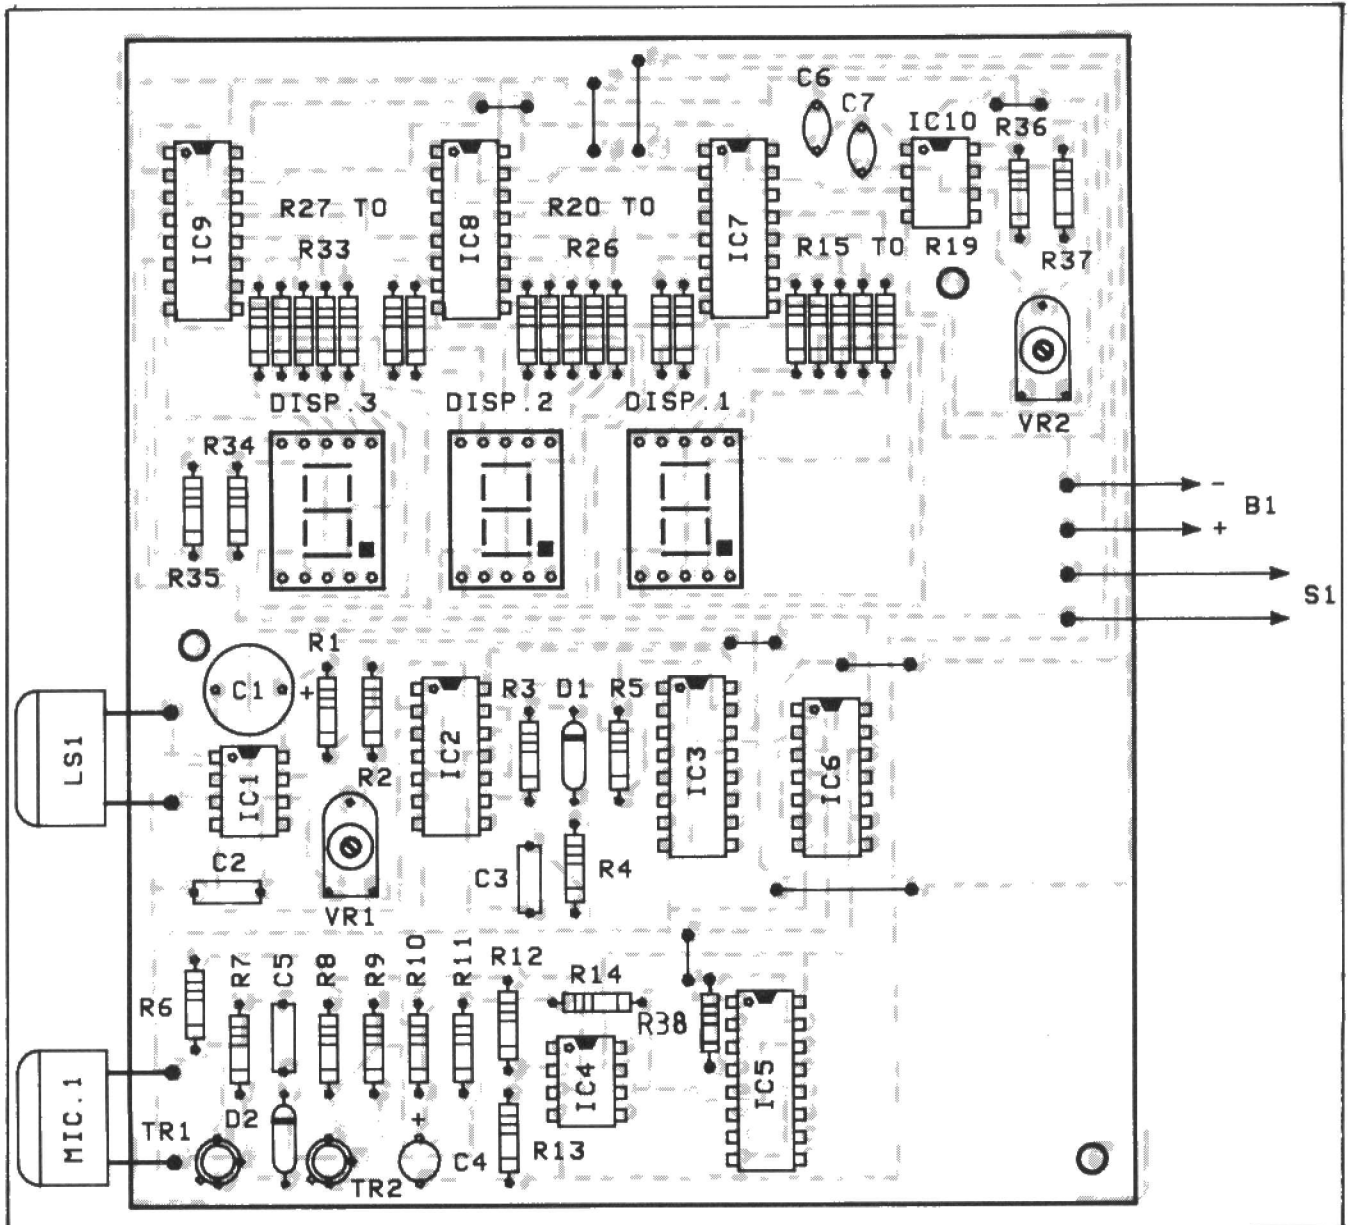 C6
C7
IC10
R36
R27 TO
R33
R20 TO
R26
R15 TO
R19
R37
IC9
IC8
IC7
DISP.3
DISP.2
DISP.1
VR2
R34
R35
-
B1
+
S1
R1
C1
+
R2
IC2
R3
D1
R5
IC3
IC6
LS1
IC1
C2
VR1
C3
R4
R6
R7
C5
R8
R9
R10
R11
R12
R14
R38
IC4
IC5
MIC.1
TR1
D2
TR2
+
C4
R13